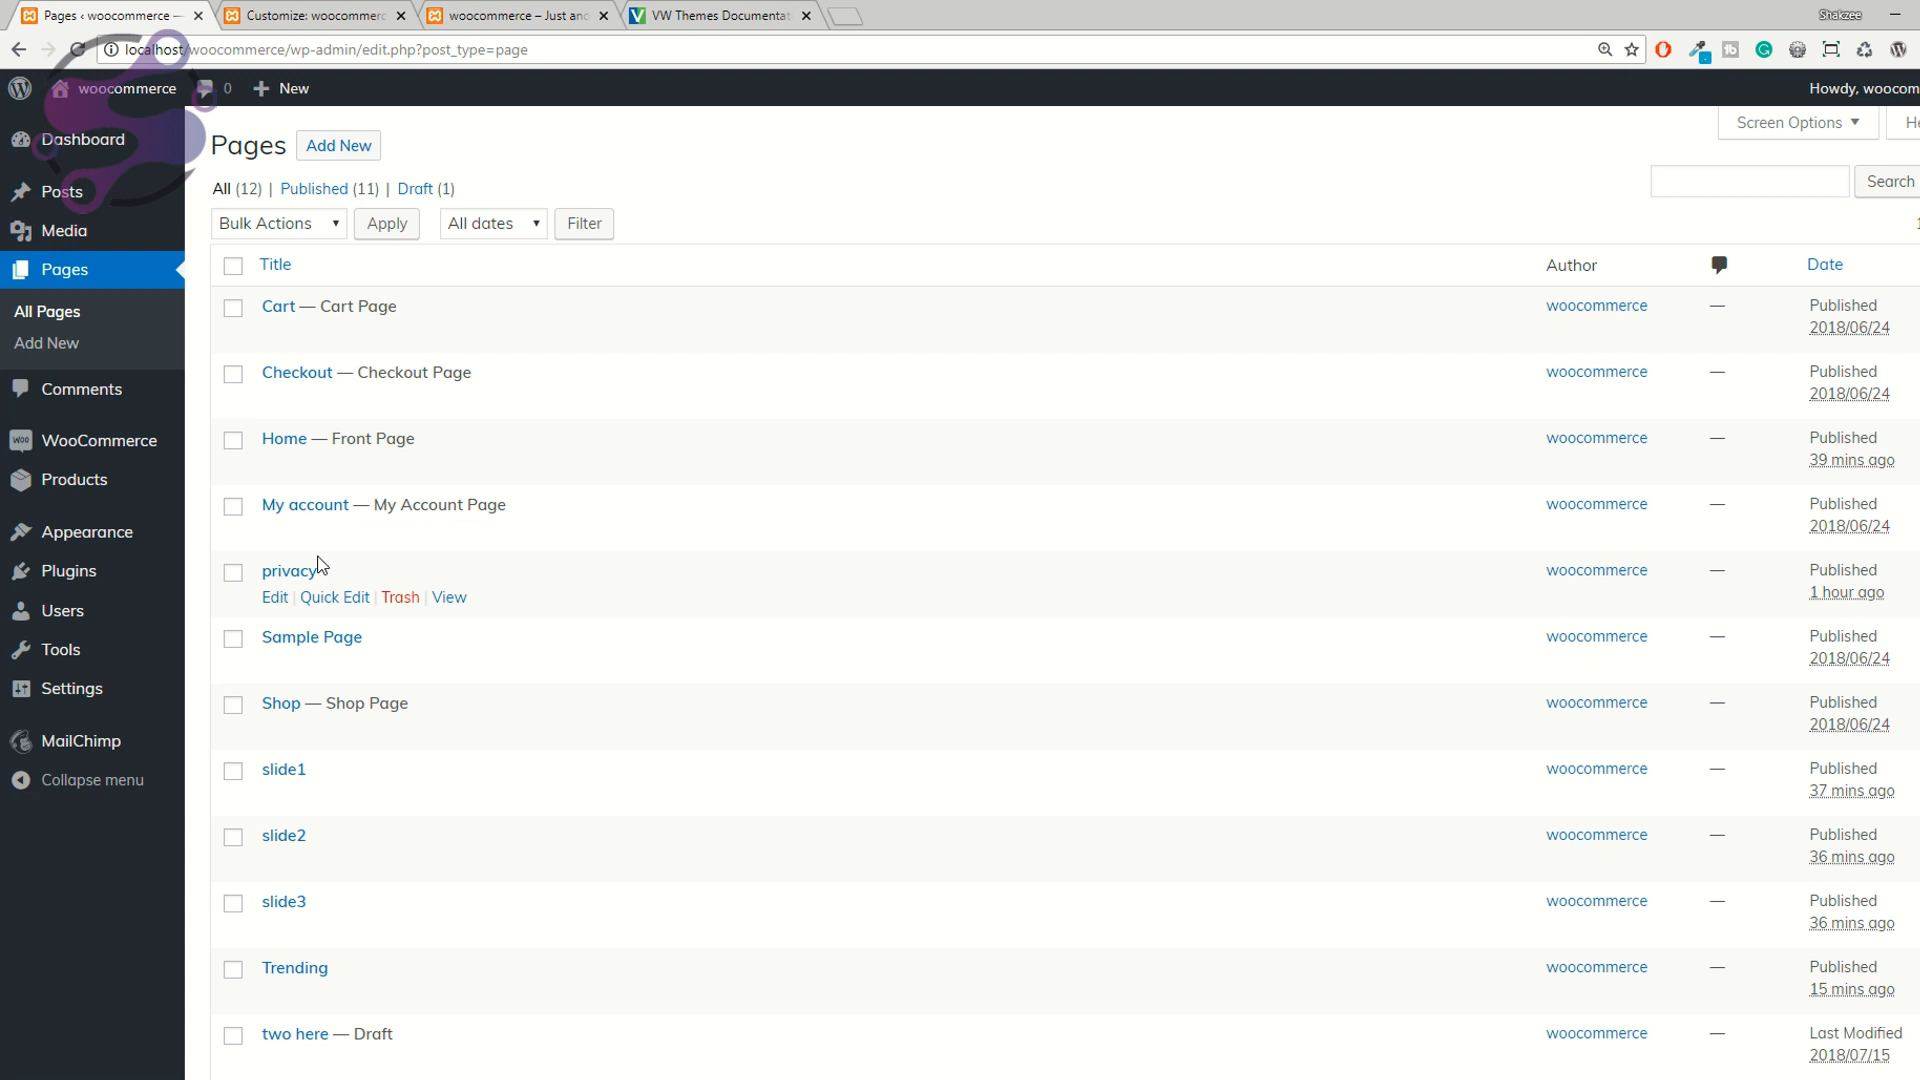 Pages ‹ woocommerce —
Customize: woocommerc
woocommerce – Just ano
VW Themes Documentat
Shakzee
localhost/woocommerce/wp-admin/edit.php?post_type=page
woocommerce
0
New
Howdy, woocom
Dashboard
Posts
Media
Pages
All Pages
Add New
Comments
WooCommerce
Products
Appearance
Plugins
Users
Tools
Settings
MailChimp
Collapse menu
Screen Options
He
Pages
Add New
All (12) | Published (11) | Draft (1)
Search
Bulk Actions
Apply
All dates
Filter
Title
Author
Date
Cart — Cart Page
woocommerce
—
Published
2018/06/24
Checkout — Checkout Page
woocommerce
—
Published
2018/06/24
Home — Front Page
woocommerce
—
Published
39 mins ago
My account — My Account Page
woocommerce
—
Published
2018/06/24
privacy
Edit | Quick Edit | Trash | View
woocommerce
—
Published
1 hour ago
Sample Page
woocommerce
—
Published
2018/06/24
Shop — Shop Page
woocommerce
—
Published
2018/06/24
slide1
woocommerce
—
Published
37 mins ago
slide2
woocommerce
—
Published
36 mins ago
slide3
woocommerce
—
Published
36 mins ago
Trending
woocommerce
—
Published
15 mins ago
two here — Draft
woocommerce
—
Last Modified
2018/07/15